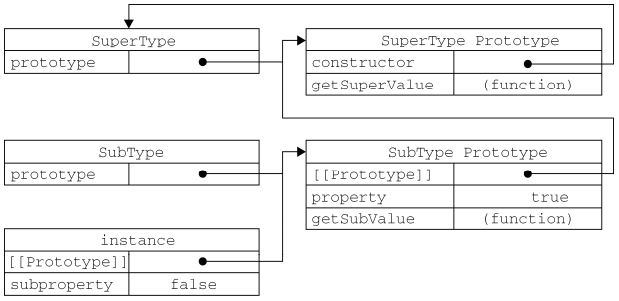 SuperType
prototype
SuperType Prototype
constructor
getSuperValue (function)
SubType
prototype
SubType Prototype
[[Prototype]]
property true
getSubValue (function)
instance
[[Prototype]]
subproperty false